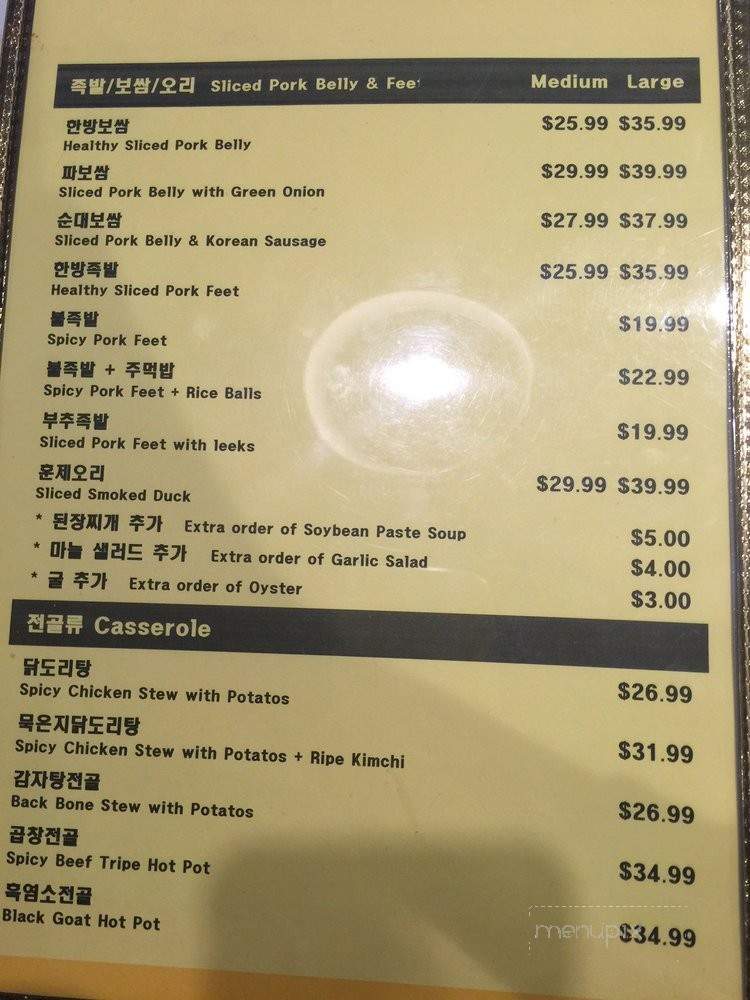 족발/보쌈/오리 Sliced Pork Belly & Feet Medium Large
한방보쌈 $25.99 $35.99
Healthy Sliced Pork Belly
파보쌈 $29.99 $39.99
Sliced Pork Belly with Green Onion
순대보쌈 $27.99 $37.99
Sliced Pork Belly & Korean Sausage
한방족발 $25.99 $35.99
Healthy Sliced Pork Feet
불족발 $19.99
Spicy Pork Feet
불족발 + 주먹밥 $22.99
Spicy Pork Feet + Rice Balls
부추족발 $19.99
Sliced Pork Feet with leeks
훈제오리 $29.99 $39.99
Sliced Smoked Duck
* 된장찌개 추가 Extra order of Soybean Paste Soup $5.00
* 마늘 샐러드 추가 Extra order of Garlic Salad $4.00
* 굴 추가 Extra order of Oyster $3.00
전골류 Casserole
닭도리탕 $26.99
Spicy Chicken Stew with Potatos
묵은지닭도리탕 $31.99
Spicy Chicken Stew with Potatos + Ripe Kimchi
감자탕전골 $26.99
Back Bone Stew with Potatos
곱창전골 $34.99
Spicy Beef Tripe Hot Pot
흑염소전골 $34.99
Black Goat Hot Pot